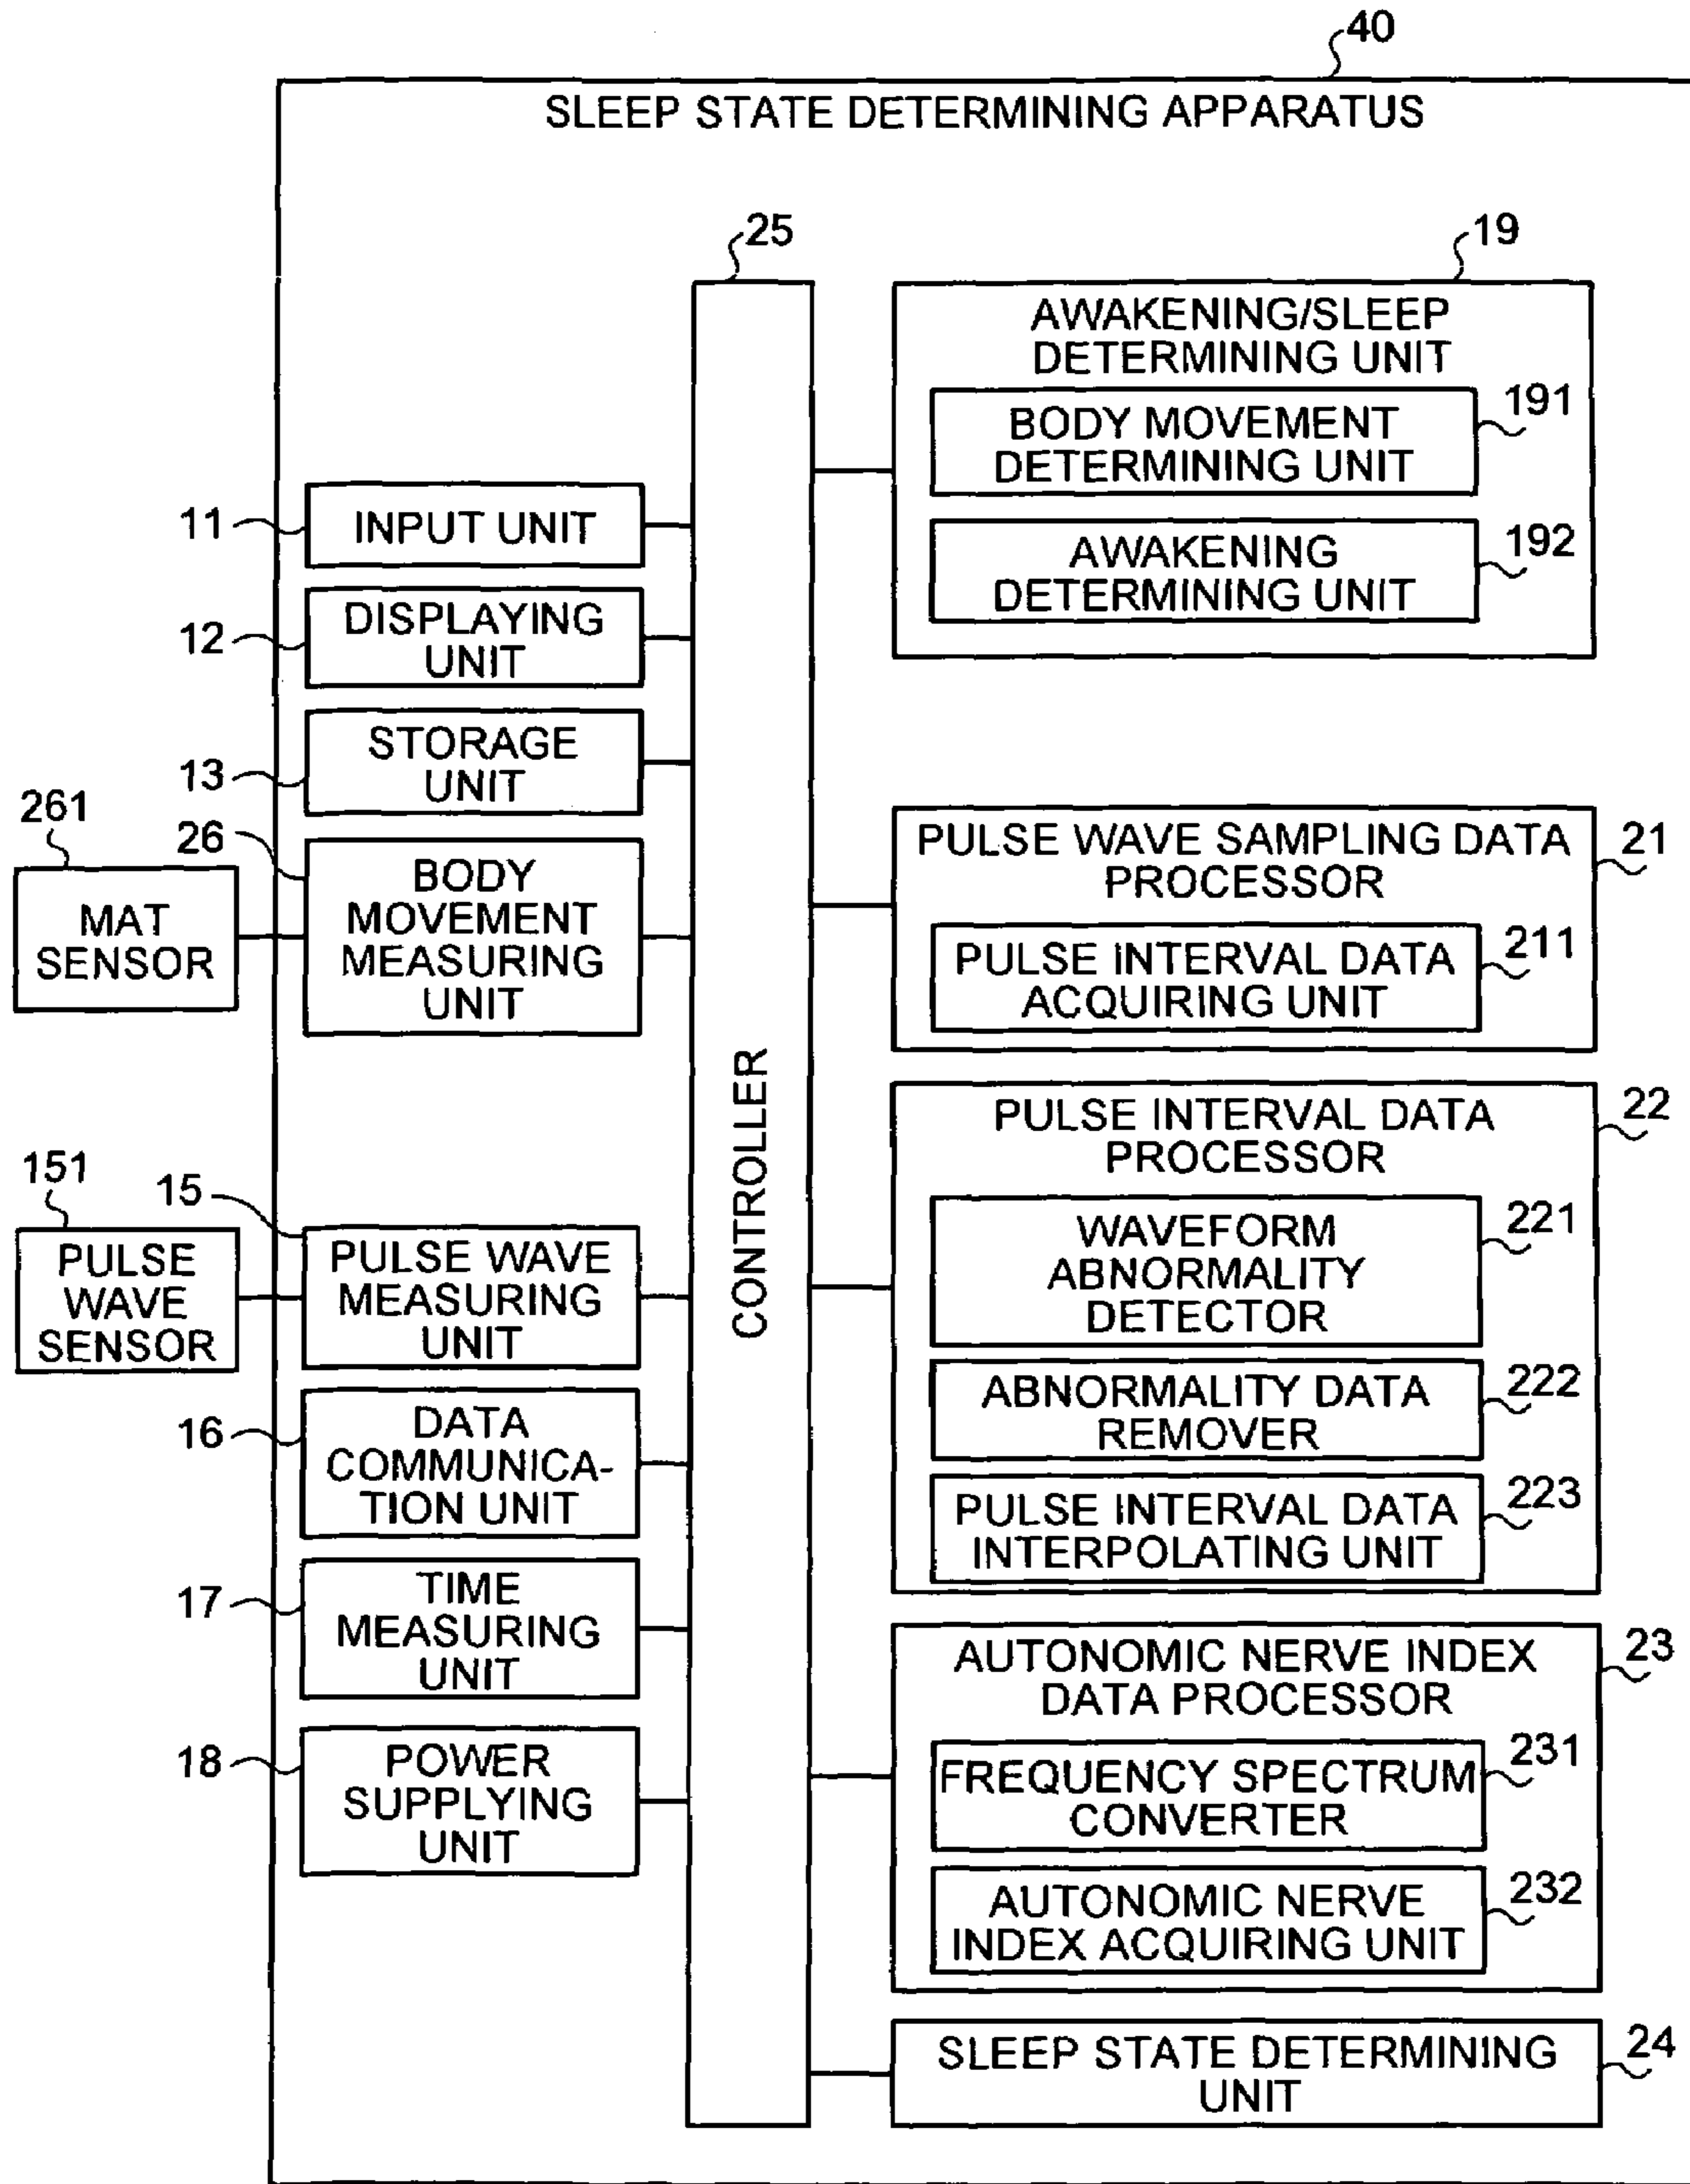 40
SLEEP STATE DETERMINING APPARATUS
25
19
AWAKENING/SLEEP
DETERMINING UNIT
BODY MOVEMENT
DETERMINING UNIT
191
AWAKENING
DETERMINING UNIT
192
11
INPUT UNIT
12
DISPLAYING
UNIT
13
STORAGE
UNIT
261
MAT
SENSOR
26
BODY
MOVEMENT
MEASURING
UNIT
151
PULSE
WAVE
SENSOR
15
PULSE WAVE
MEASURING
UNIT
16
DATA
COMMUNICA-
TION UNIT
17
TIME
MEASURING
UNIT
18
POWER
SUPPLYING
UNIT
CONTROLLER
PULSE WAVE SAMPLING DATA
PROCESSOR
21
PULSE INTERVAL DATA
ACQUIRING UNIT
211
PULSE INTERVAL DATA
PROCESSOR
22
WAVEFORM
ABNORMALITY
DETECTOR
221
ABNORMALITY DATA
REMOVER
222
PULSE INTERVAL DATA
INTERPOLATING UNIT
223
AUTONOMIC NERVE INDEX
DATA PROCESSOR
23
FREQUENCY SPECTRUM
CONVERTER
231
AUTONOMIC NERVE
INDEX ACQUIRING UNIT
232
SLEEP STATE DETERMINING
UNIT
24